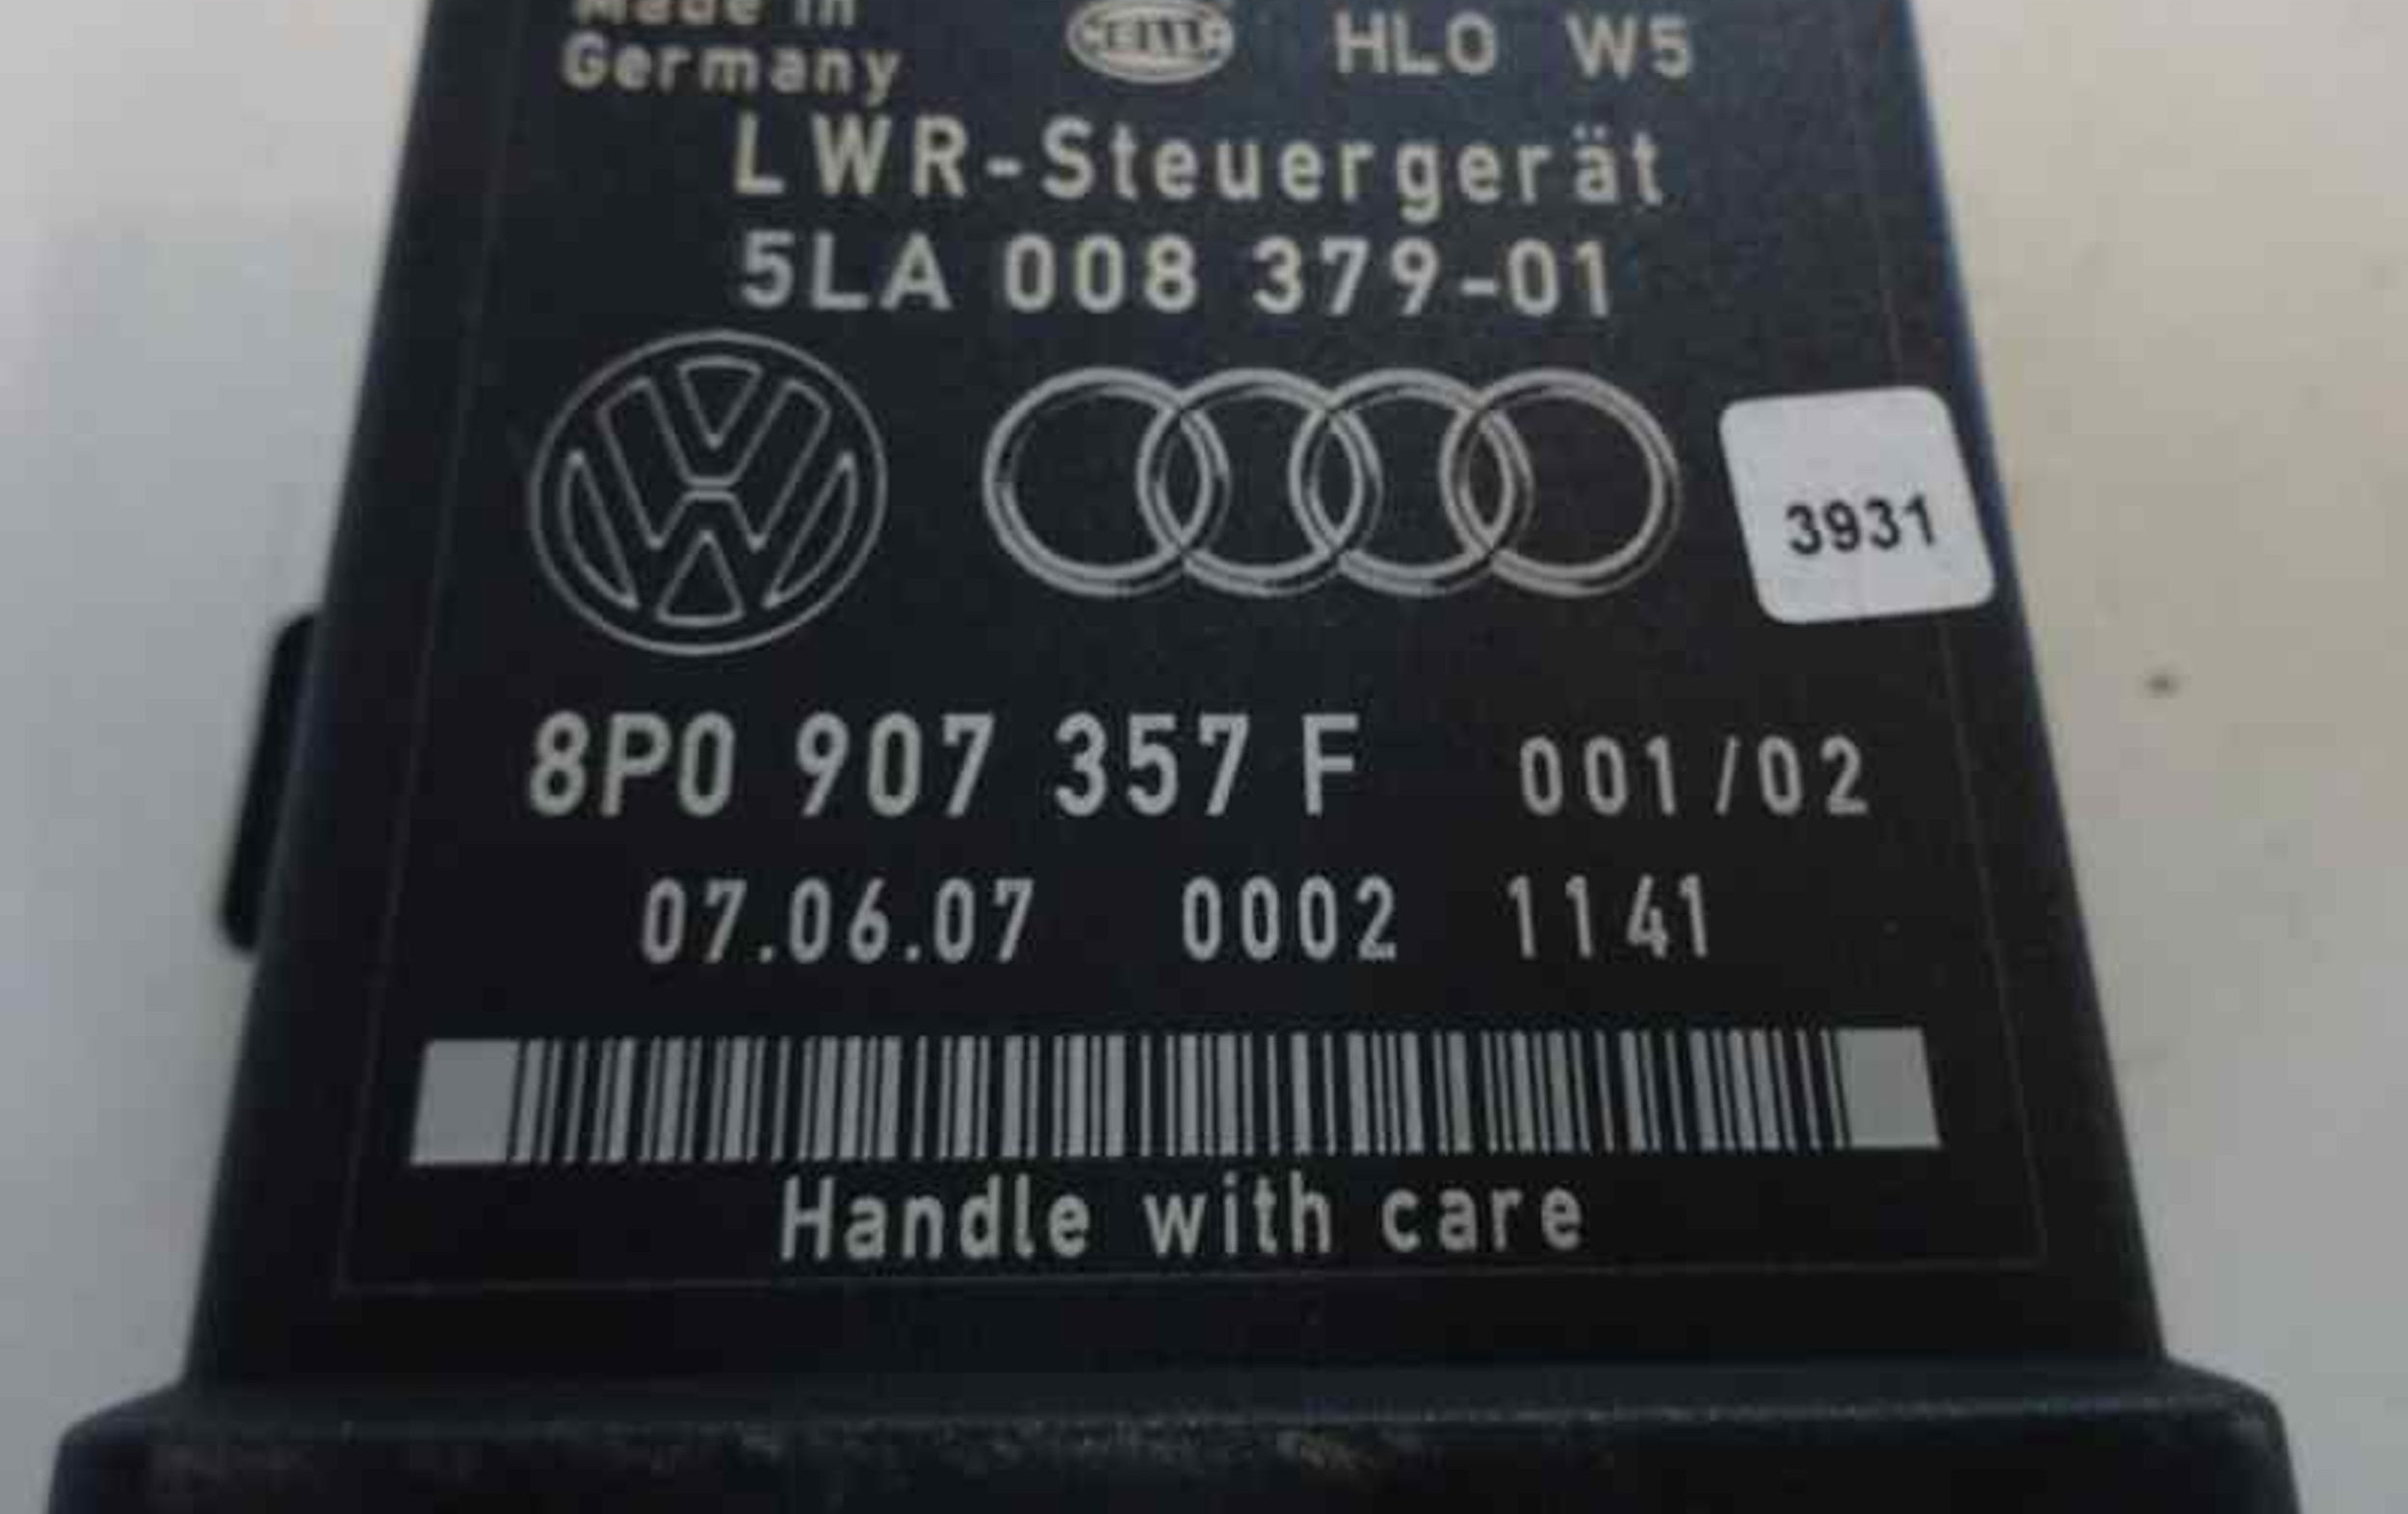 Made in
Germany
HELLA HLO W5
LWR-Steuergerät
5LA 008 379-01
3931
8P0 907 357 F 001/02
07.06.07 0002 1141
Handle with care